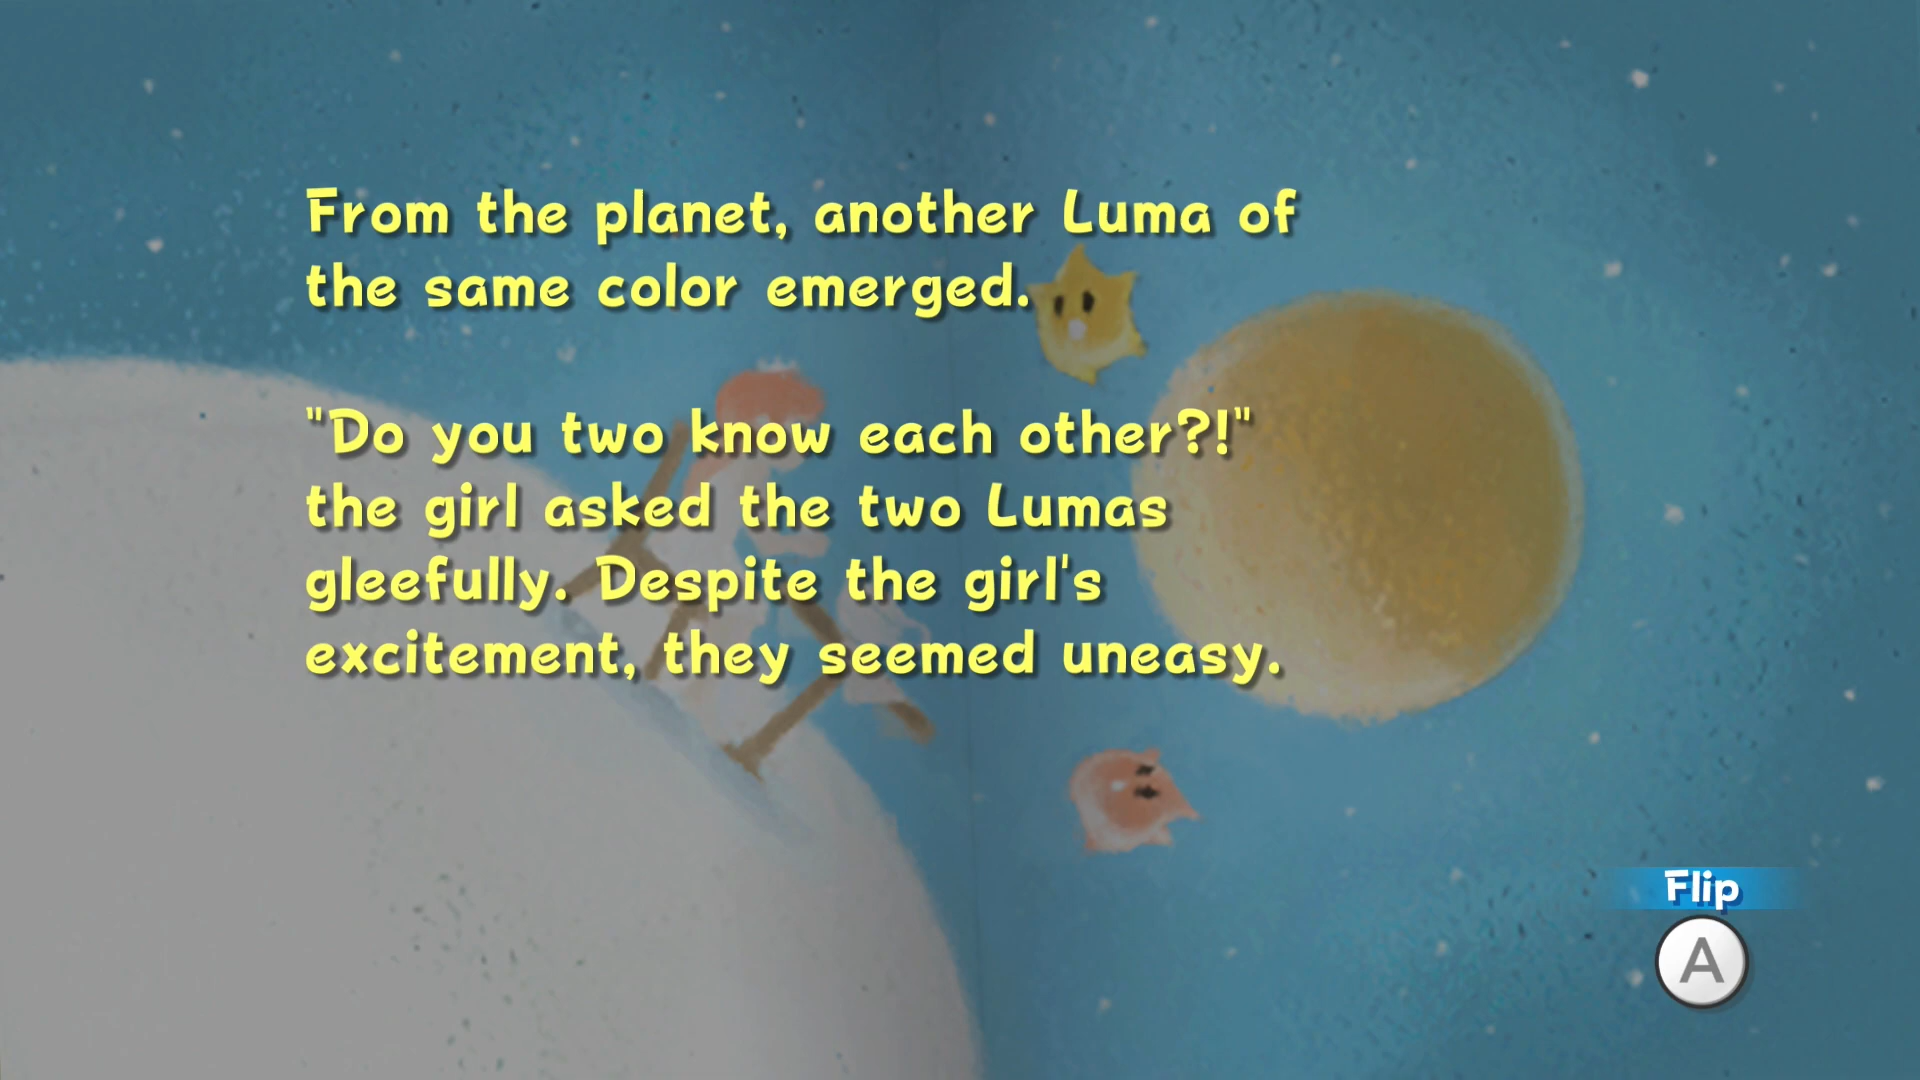 From the planet, another Luma of
the same color emerged.
"Do you two know each other?!"
the girl asked the two Lumas
gleefully. Despite the girl's
excitement, they seemed uneasy.
Flip
A